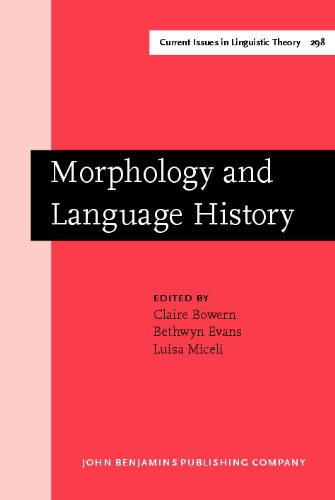 Current Issues in Linguistic Theory 298
Morphology and
Language History
EDITED BY
Claire Bowern
Bethwyn Evans
Luisa Miceli
JOHN BENJAMINS PUBLISHING COMPANY